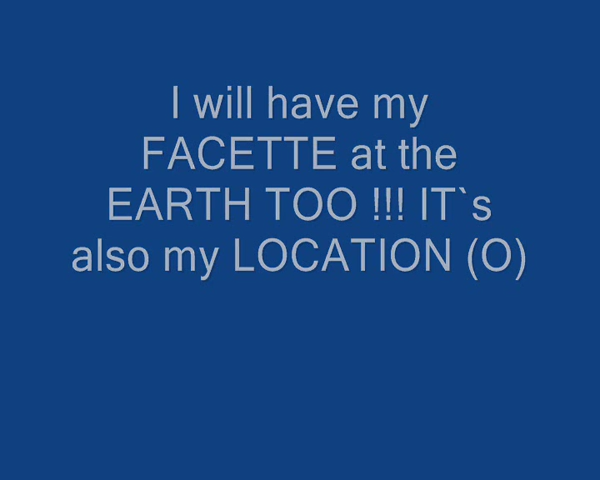 I will have my
FACETTE at the
EARTH TOO !!! IT`s
also my LOCATION (O)